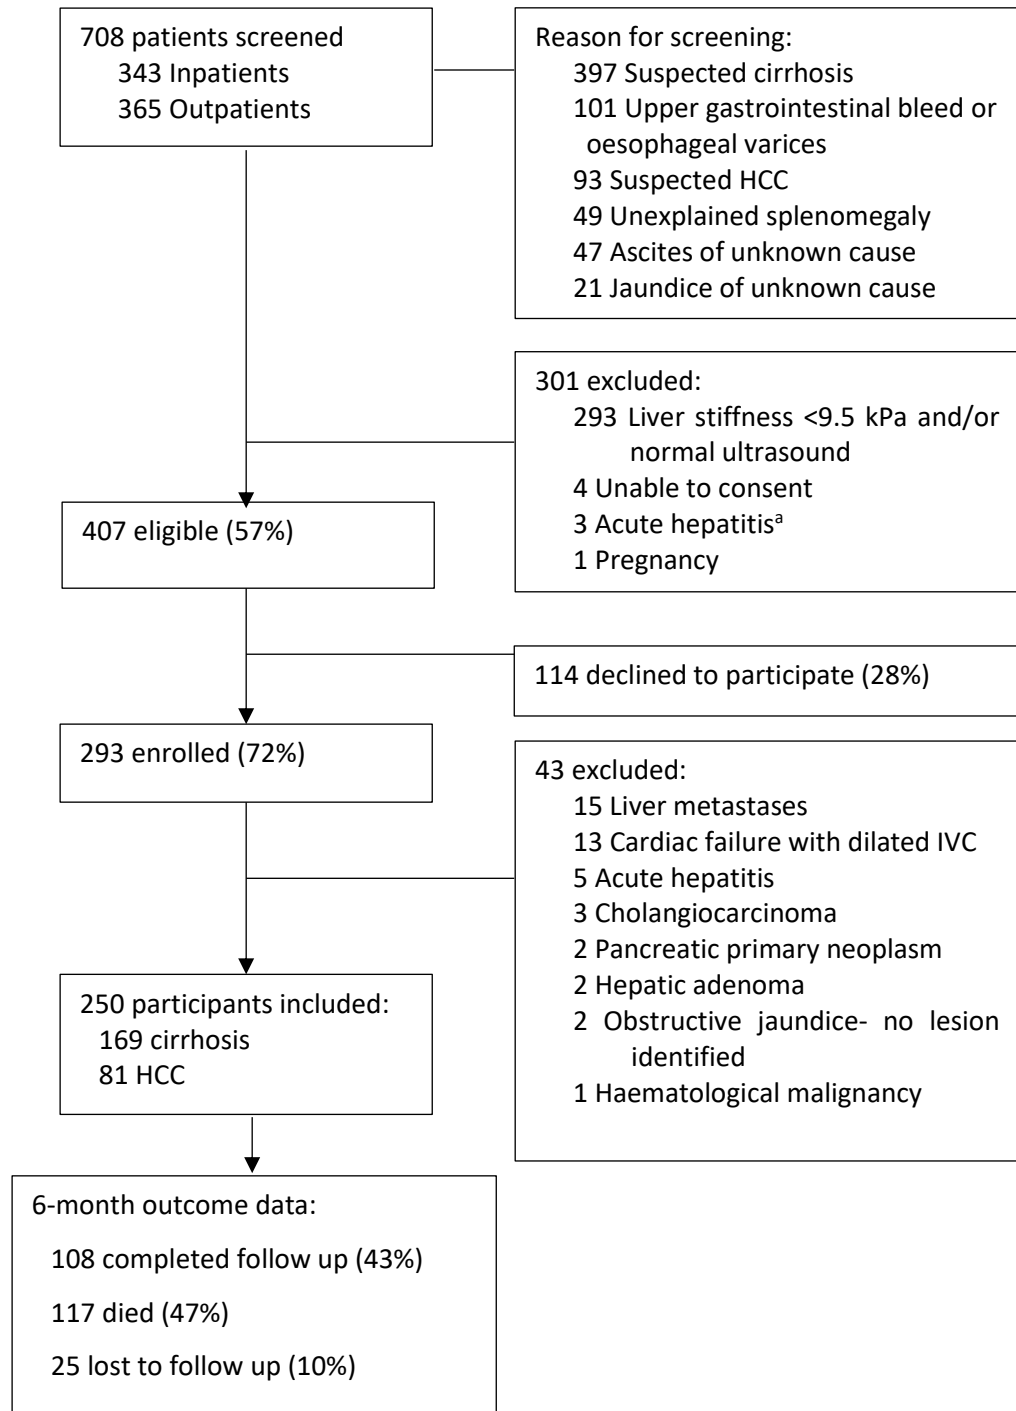 708 patients screened
343 Inpatients
365 Outpatients
Reason for screening:
397 Suspected cirrhosis
101 Upper gastrointestinal bleed or
oesophageal varices
93 Suspected HCC
49 Unexplained splenomegaly
47 Ascites of unknown cause
21 Jaundice of unknown cause
301 excluded:
293 Liver stiffness <9.5 kPa and/or
normal ultrasound
4 Unable to consent
3 Acute hepatitisᵃ
1 Pregnancy
407 eligible (57%)
114 declined to participate (28%)
293 enrolled (72%)
43 excluded:
15 Liver metastases
13 Cardiac failure with dilated IVC
5 Acute hepatitis
3 Cholangiocarcinoma
2 Pancreatic primary neoplasm
2 Hepatic adenoma
2 Obstructive jaundice- no lesion
identified
1 Haematological malignancy
250 participants included:
169 cirrhosis
81 HCC
6-month outcome data:
108 completed follow up (43%)
117 died (47%)
25 lost to follow up (10%)